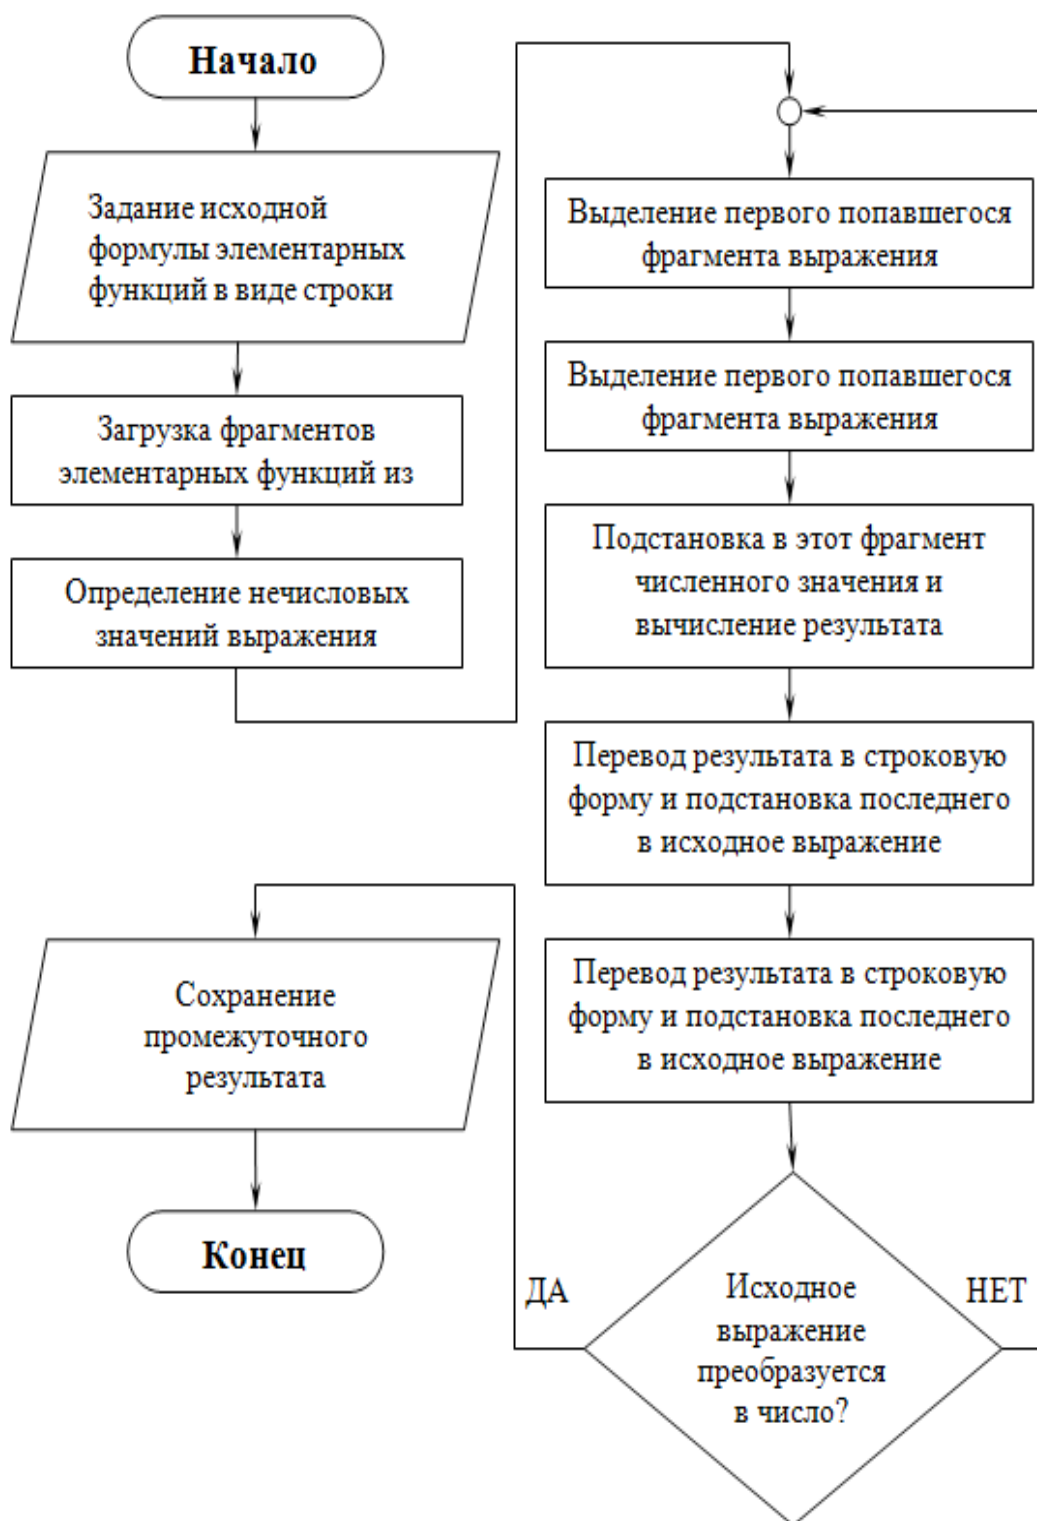 Начало
Задание исходной
формулы элементарных
функций в виде строки
Загрузка фрагментов
элементарных функций из
Определение нечисловых
значений выражения
Выделение первого попавшегося
фрагмента выражения
Выделение первого попавшегося
фрагмента выражения
Подстановка в этот фрагмент
численного значения и
вычисление результата
Перевод результата в строковую
форму и подстановка последнего
в исходное выражение
Перевод результата в строковую
форму и подстановка последнего
в исходное выражение
Исходное
выражение
преобразуется
в число?
ДА
НЕТ
Сохранение
промежуточного
результата
Конец